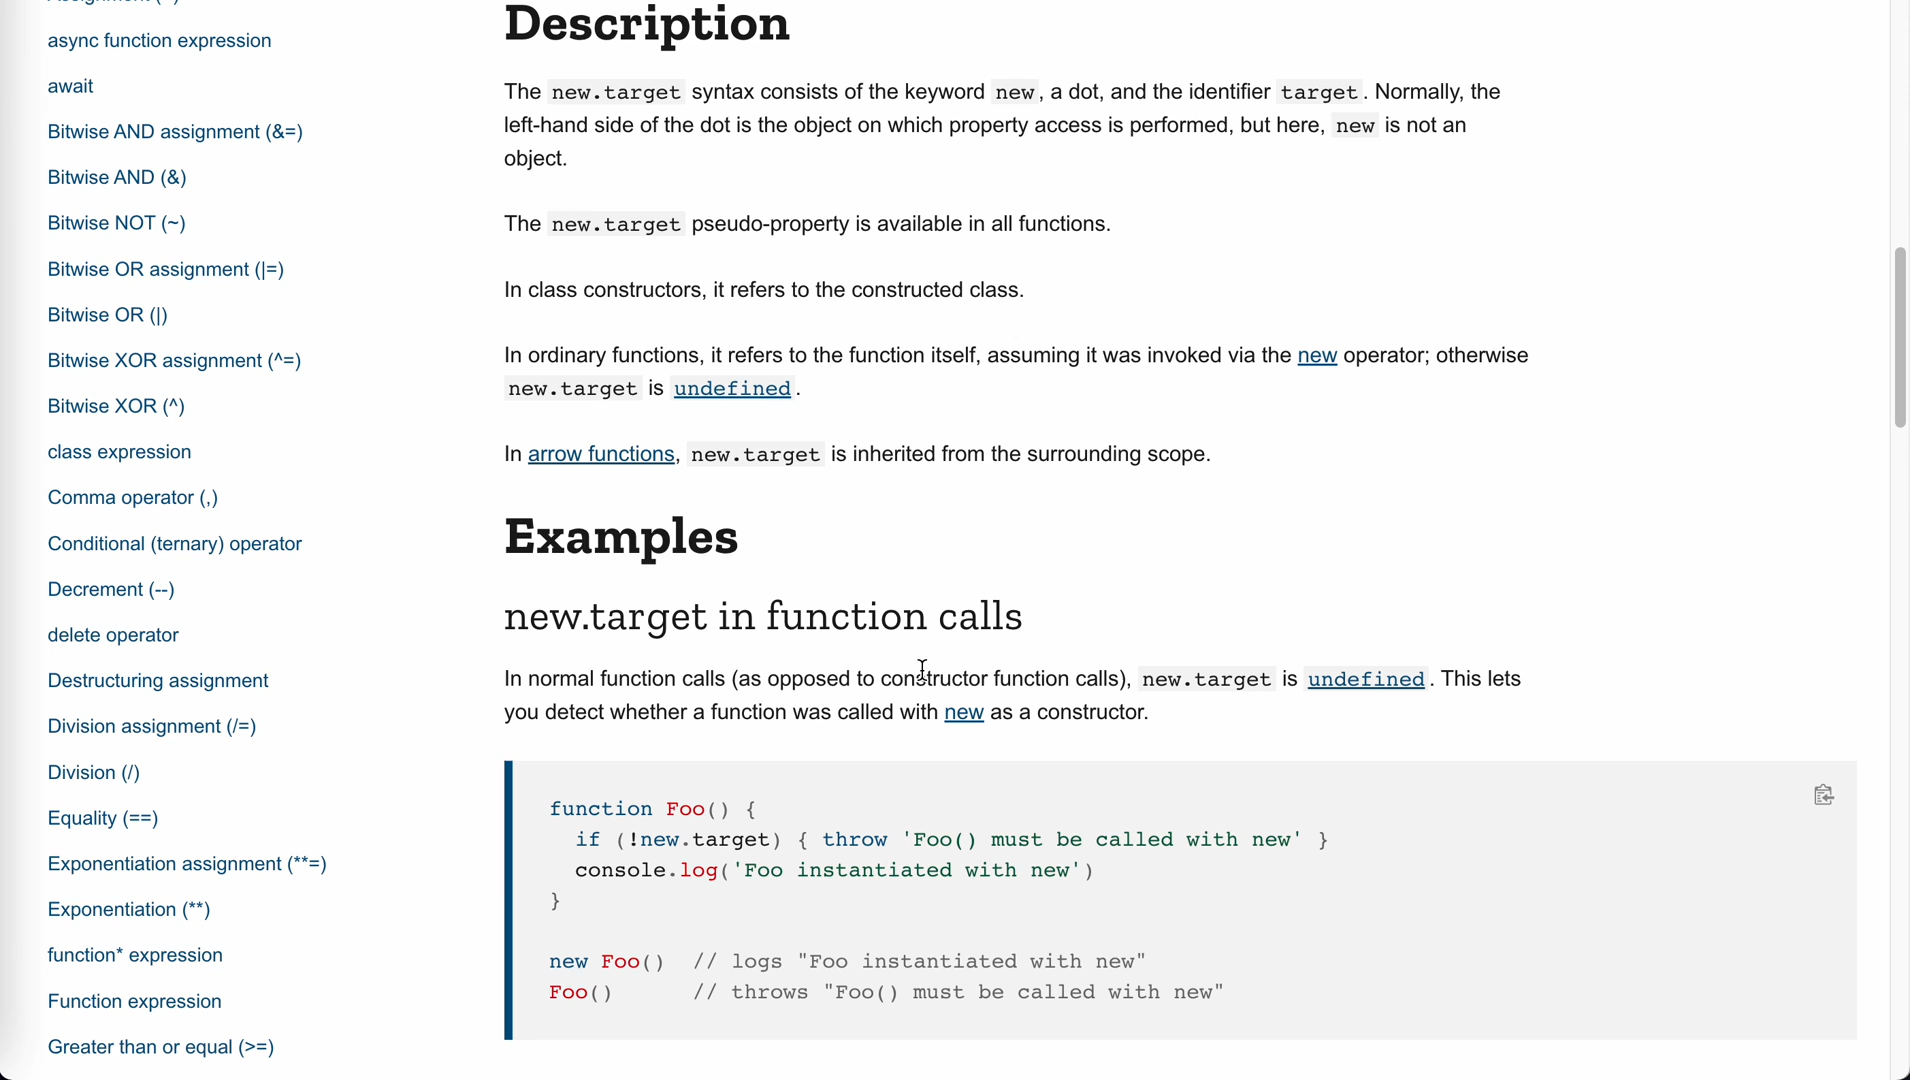 async function expression
await
Bitwise AND assignment (&=)
Bitwise AND (&)
Bitwise NOT (~)
Bitwise OR assignment (|=)
Bitwise OR (|)
Bitwise XOR assignment (^=)
Bitwise XOR (^)
class expression
Comma operator (,)
Conditional (ternary) operator
Decrement (--)
delete operator
Destructuring assignment
Division assignment (/=)
Division (/)
Equality (==)
Exponentiation assignment (**=)
Exponentiation (**)
function* expression
Function expression
Greater than or equal (>=)
Description
The new.target syntax consists of the keyword new, a dot, and the identifier target. Normally, the
left-hand side of the dot is the object on which property access is performed, but here, new is not an
object.
The new.target pseudo-property is available in all functions.
In class constructors, it refers to the constructed class.
In ordinary functions, it refers to the function itself, assuming it was invoked via the new operator; otherwise
new.target is undefined.
In arrow functions, new.target is inherited from the surrounding scope.
Examples
new.target in function calls
In normal function calls (as opposed to constructor function calls), new.target is undefined. This lets
you detect whether a function was called with new as a constructor.
function Foo() {
  if (!new.target) { throw 'Foo() must be called with new' }
  console.log('Foo instantiated with new')
}
new Foo()  // logs "Foo instantiated with new"
Foo()      // throws "Foo() must be called with new"